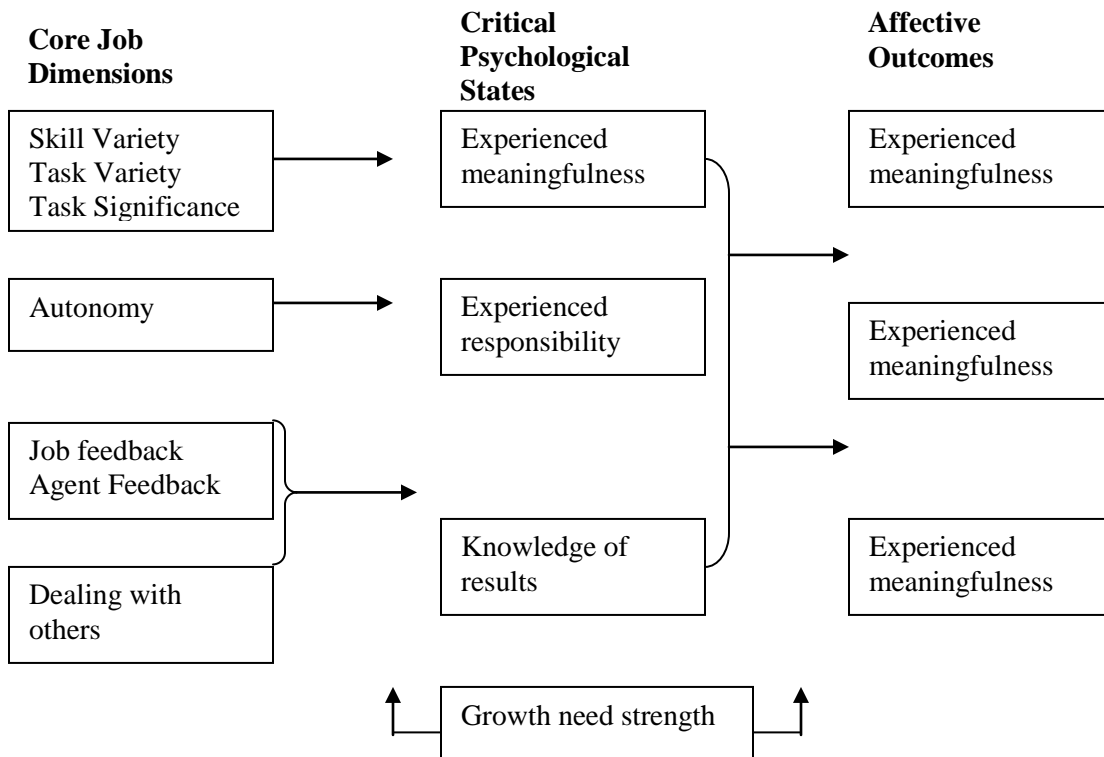 Core Job
Dimensions
Skill Variety
Task Variety
Task Significance
Autonomy
Job feedback
Agent Feedback
Dealing with
others
Critical
Psychological
States
Experienced
meaningfulness
Experienced
responsibility
Knowledge of
results
Growth need strength
Affective
Outcomes
Experienced
meaningfulness
Experienced
meaningfulness
Experienced
meaningfulness